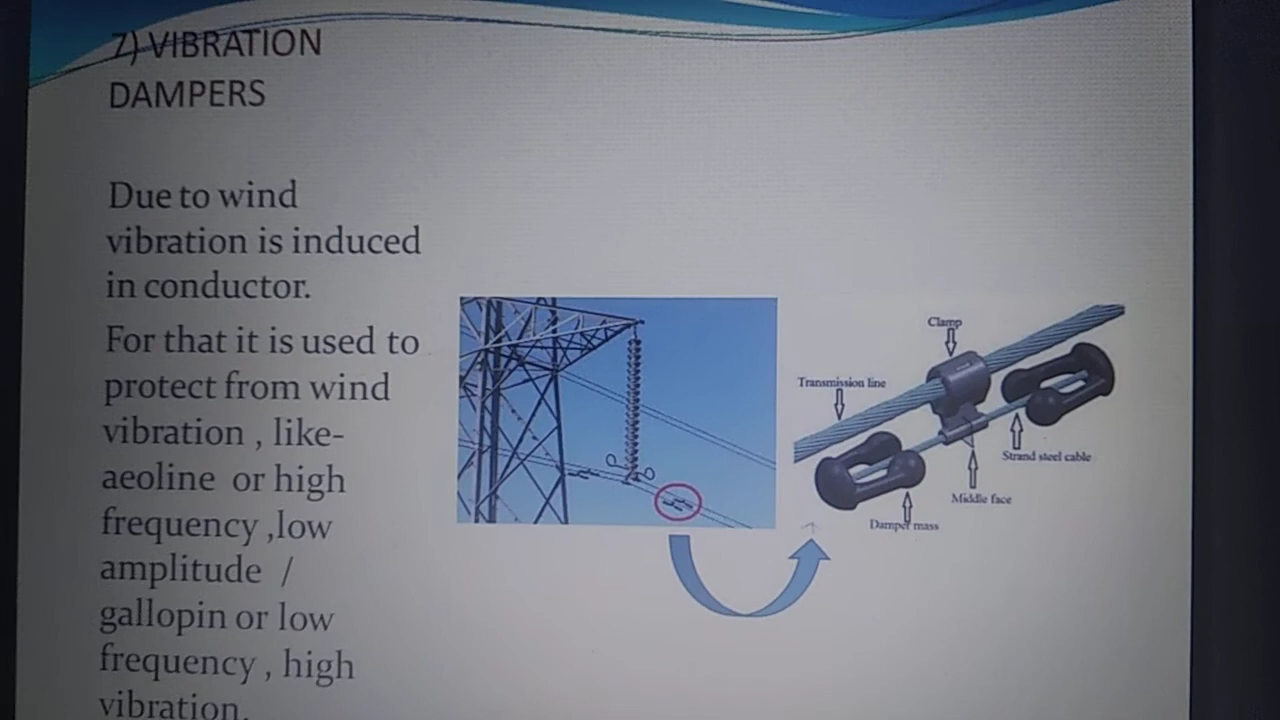 7) VIBRATION
DAMPERS
Due to wind
vibration is induced
in conductor.
For that it is used to
protect from wind
vibration , like-
aeoline or high
frequency ,low
amplitude /
gallopin or low
frequency , high
vibration.
Clamp
Transmission line
Strand steel cable
Middle face
Damper mass